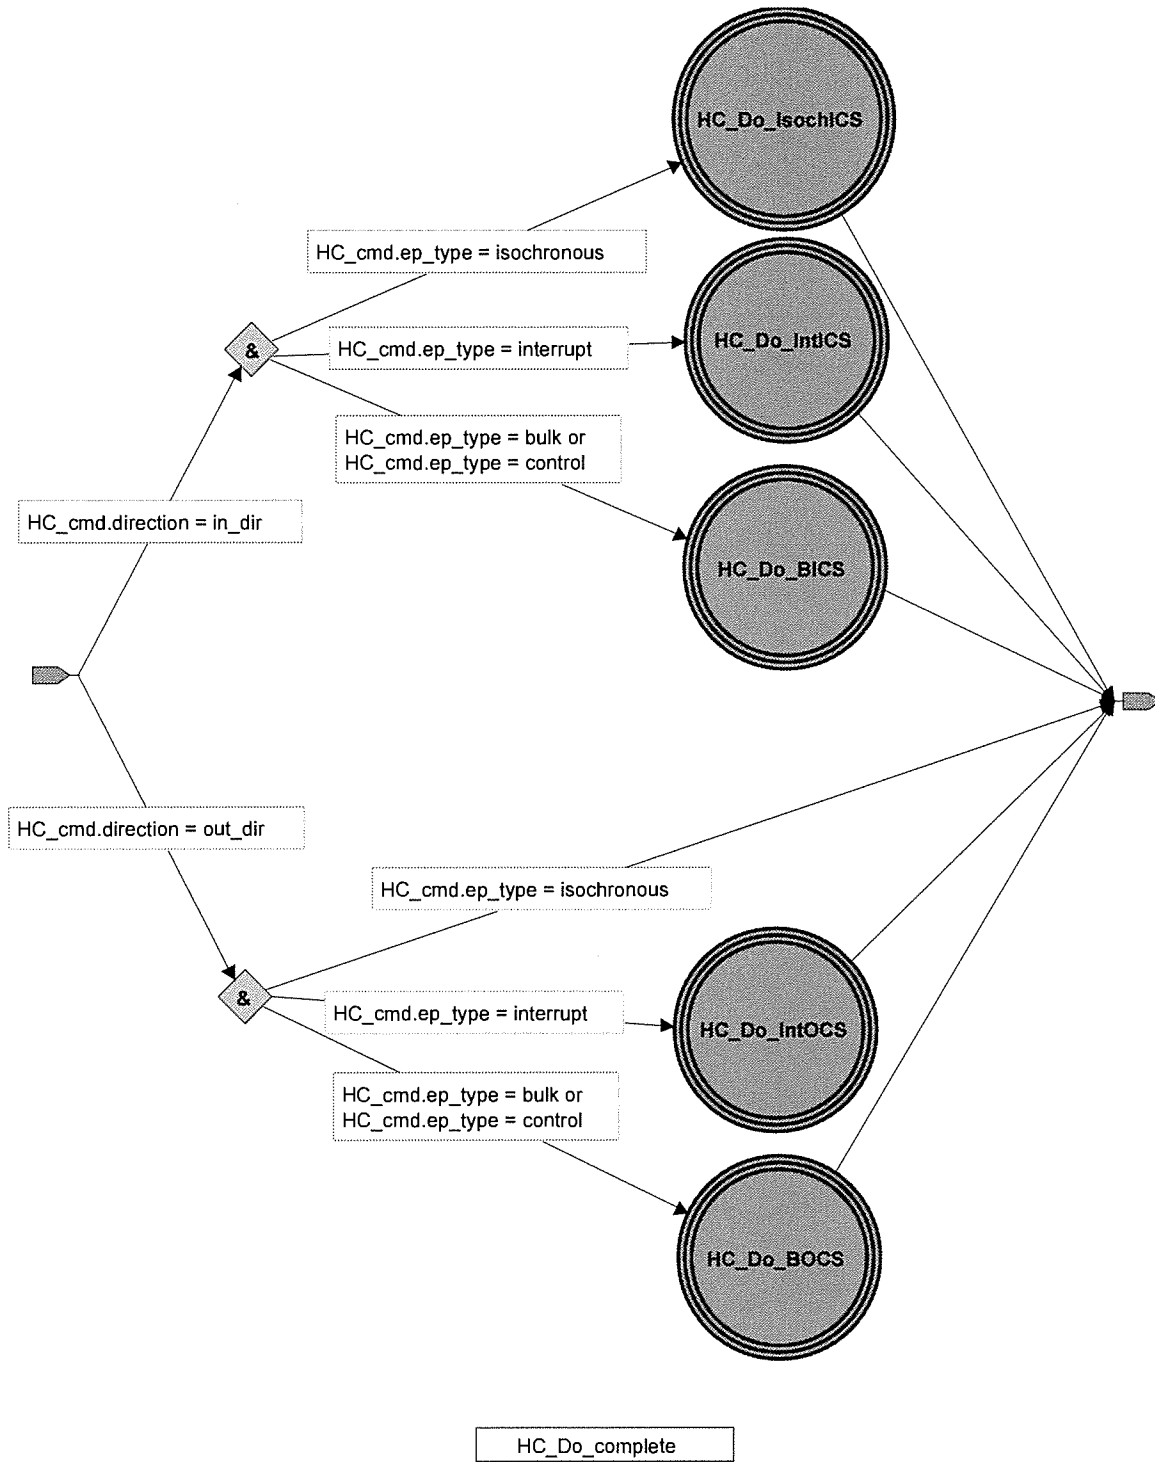 HC_Do_IsochICS
HC_cmd.ep_type = isochronous
&
HC_cmd.ep_type = interrupt
HC_Do_IntICS
HC_cmd.ep_type = bulk or
HC_cmd.ep_type = control
HC_cmd.direction = in_dir
HC_Do_BICS
HC_cmd.direction = out_dir
HC_cmd.ep_type = isochronous
&
HC_cmd.ep_type = interrupt
HC_Do_IntOCS
HC_cmd.ep_type = bulk or
HC_cmd.ep_type = control
HC_Do_BOCS
HC_Do_complete